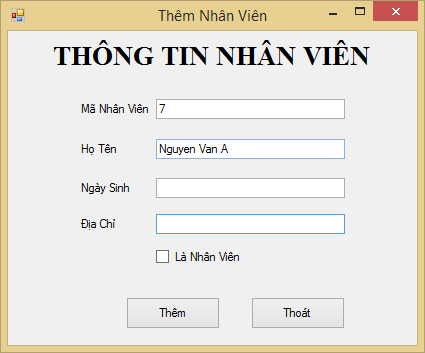 Thêm Nhân Viên
THÔNG TIN NHÂN VIÊN
Mã Nhân Viên 7
Họ Tên Nguyen Van A
Ngày Sinh
Địa Chỉ
Là Nhân Viên
Thêm Thoát